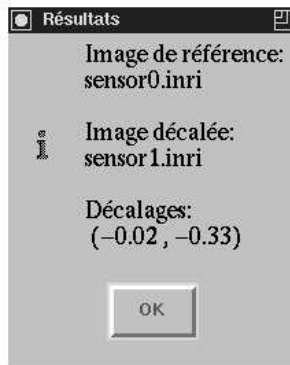 Résultats
Image de référence:
sensor0.inri
Image décalée:
sensor1.inri
Décalages:
(−0.02 , −0.33)
OK